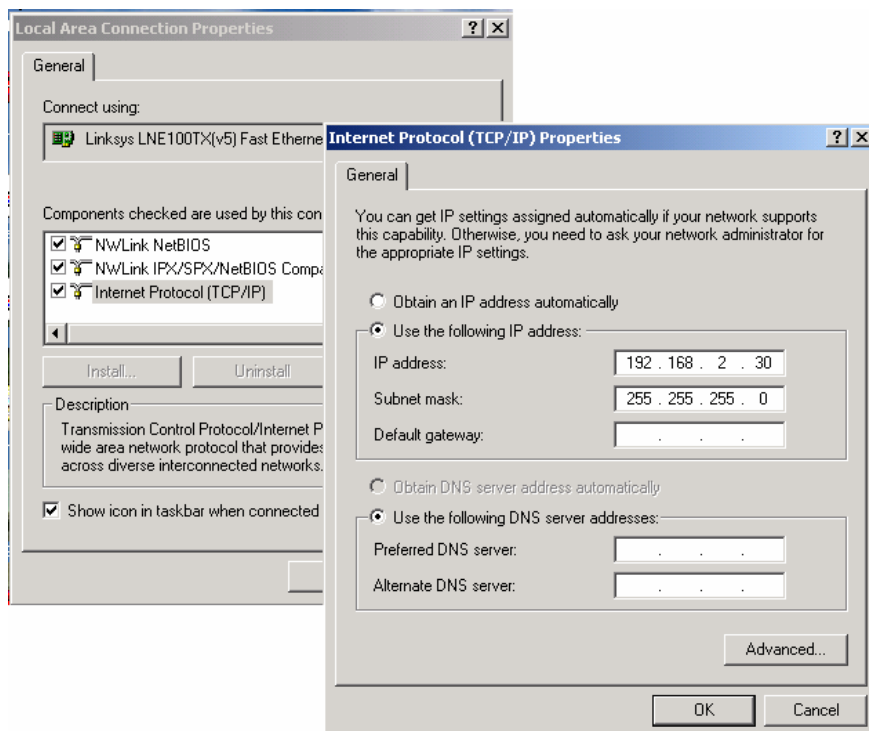 Local Area Connection Properties
General
Connect using:
Linksys LNE100TX(v5) Fast Etherne
Components checked are used by this con
NWLink NetBIOS
NWLink IPX/SPX/NetBIOS Compa
Internet Protocol (TCP/IP)
Install...
Uninstall
Description
Transmission Control Protocol/Internet P
wide area network protocol that provides
across diverse interconnected networks.
Show icon in taskbar when connected
Internet Protocol (TCP/IP) Properties
General
You can get IP settings assigned automatically if your network supports
this capability. Otherwise, you need to ask your network administrator for
the appropriate IP settings.
Obtain an IP address automatically
Use the following IP address:
IP address: 192 . 168 . 2 . 30
Subnet mask: 255 . 255 . 255 . 0
Default gateway: . . .
Obtain DNS server address automatically
Use the following DNS server addresses:
Preferred DNS server: . . .
Alternate DNS server: . . .
Advanced...
OK Cancel